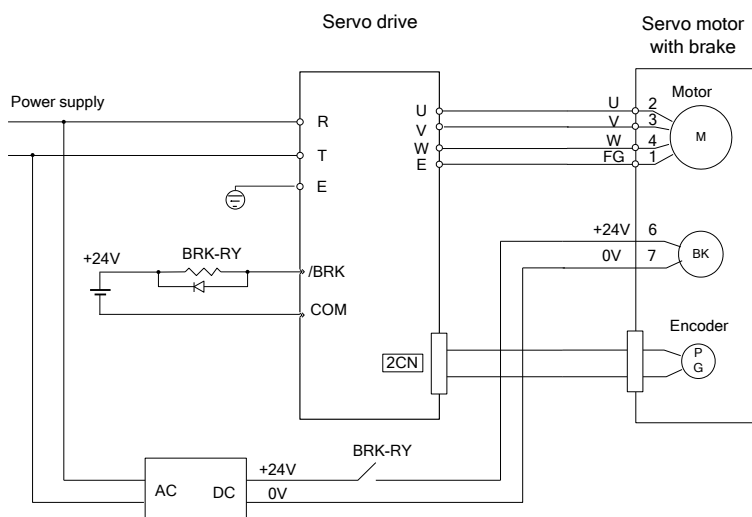 Servo drive
Servo motor
with brake
Power supply
Motor
R
U
U
2
V
V
3
M
T
W
W
4
E
FG
1
E
+24V
6
BRK-RY
0V
7
BK
+24V
/BRK
COM
Encoder
2CN
P
G
BRK-RY
+24V
AC
DC
0V